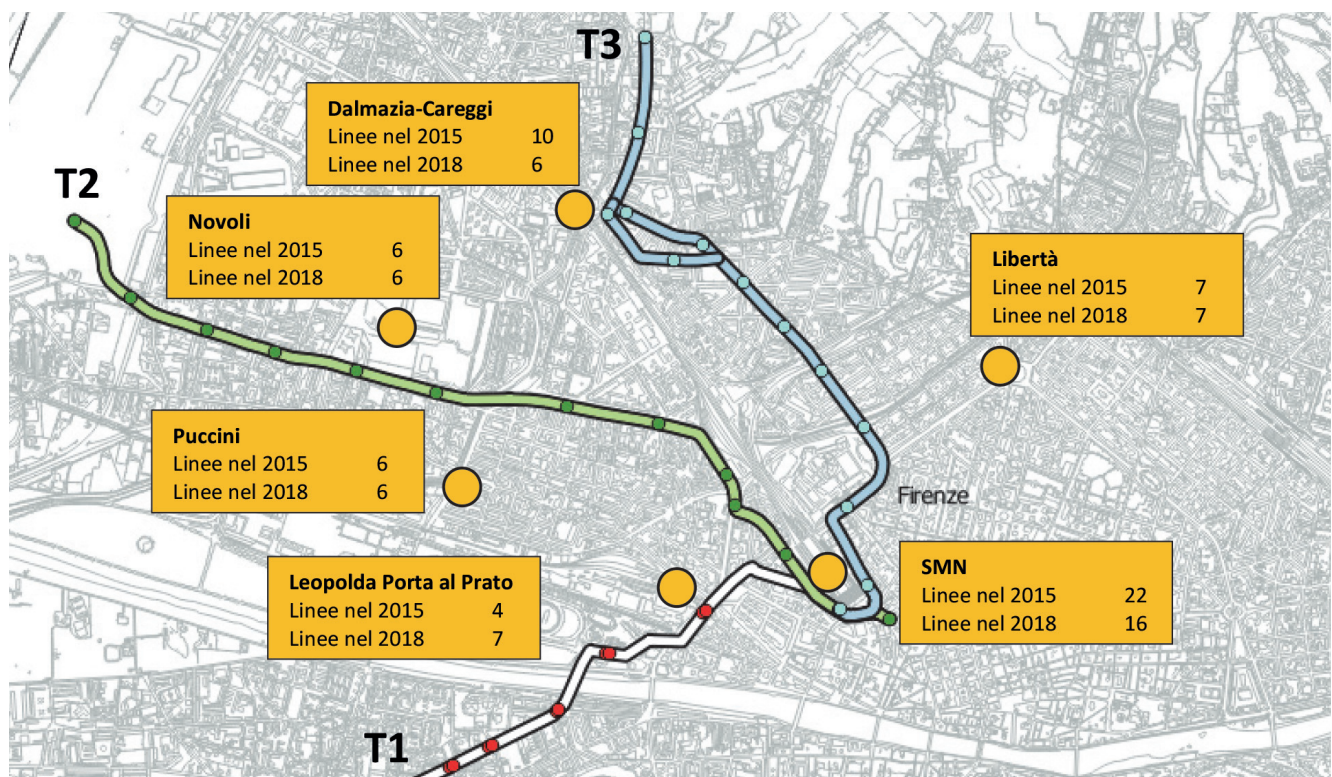 T3
Dalmazia-Careggi
Linee nel 2015 10
Linee nel 2018 6
T2
Novoli
Linee nel 2015 6
Linee nel 2018 6
Libertà
Linee nel 2015 7
Linee nel 2018 7
Puccini
Linee nel 2015 6
Linee nel 2018 6
Firenze
Leopolda Porta al Prato
Linee nel 2015 4
Linee nel 2018 7
SMN
Linee nel 2015 22
Linee nel 2018 16
T1